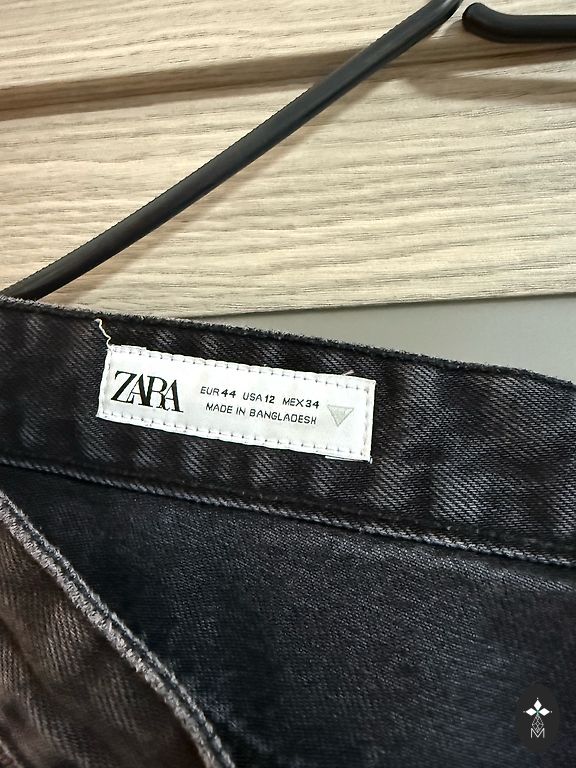 ZARA
EUR 44 USA 12 MEX 34
MADE IN BANGLADESH
M